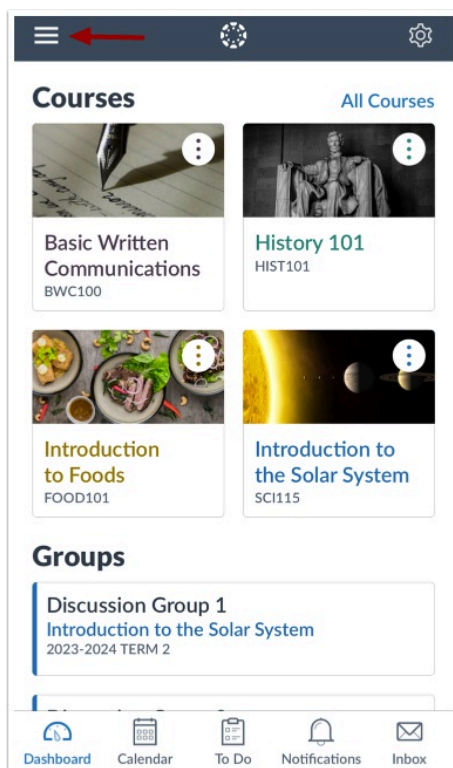 Courses
All Courses
Basic Written
Communications
BWC100
History 101
HIST101
Introduction
to Foods
FOOD101
Introduction to
the Solar System
SCI115
Groups
Discussion Group 1
Introduction to the Solar System
2023-2024 TERM 2
Dashboard
Calendar
To Do
Notifications
Inbox